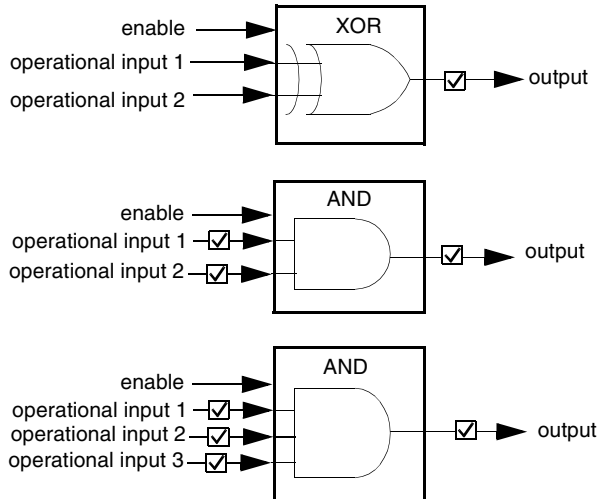 XOR
enable
operational input 1
operational input 2
output
AND
enable
operational input 1
operational input 2
output
AND
enable
operational input 1
operational input 2
operational input 3
output